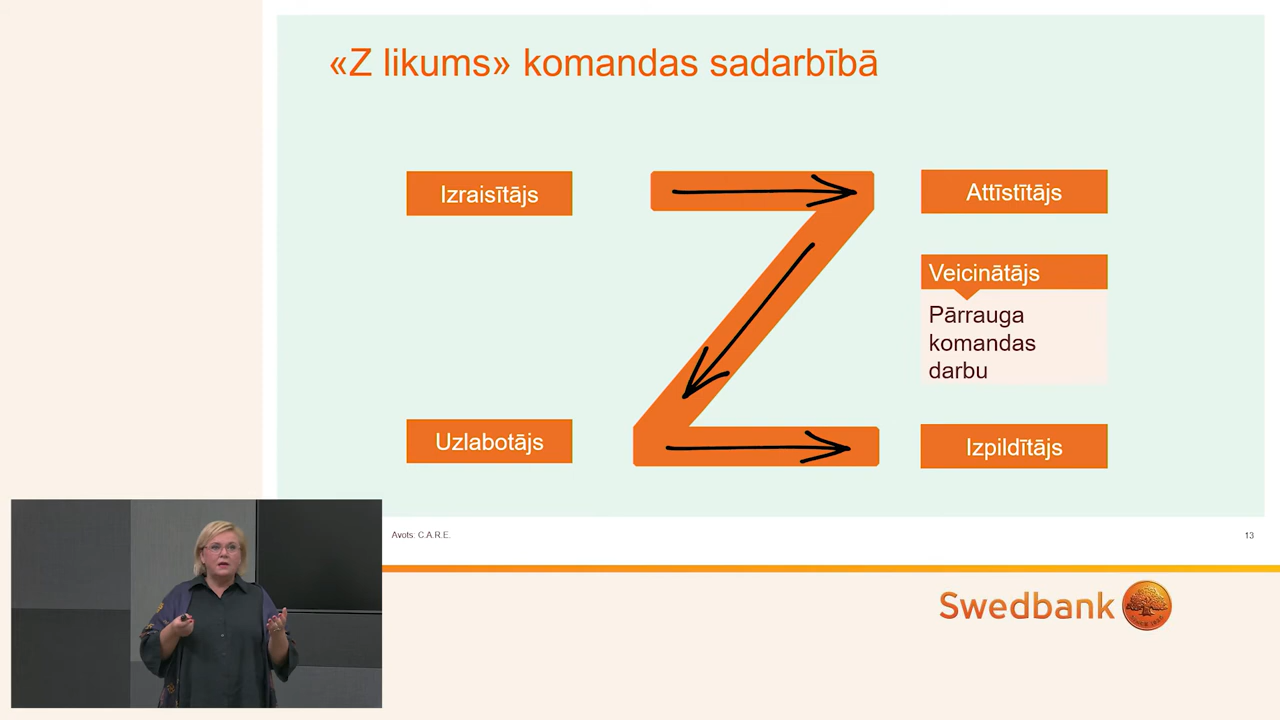 «Z likums» komandas sadarbībā
Izraisītājs
Attīstītājs
Veicinātājs
Pārrauga
komandas
darbu
Uzlabotājs
Izpildītājs
Avots: C.A.R.E.
13
Swedbank